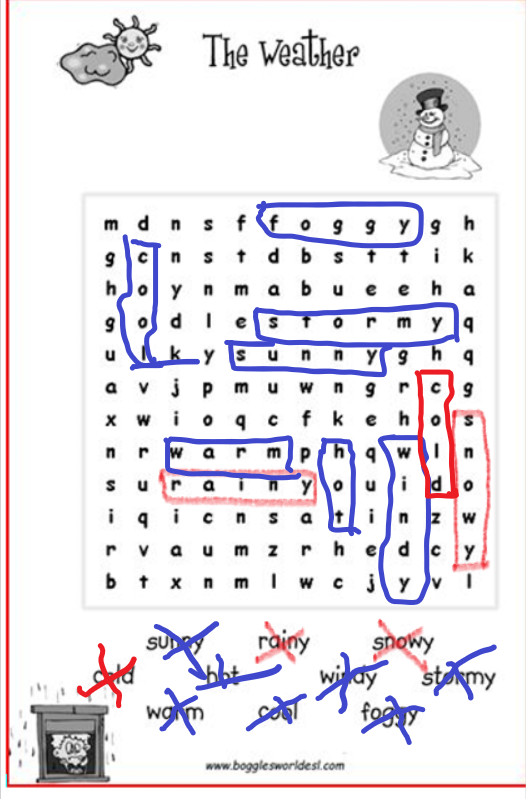 The Weather
m d n s f f o g g y g h
g c n s t d b s t t i k
h o y n m a b u e e h a
g o d l e s t o r m y q
u l k y s u n n y g h q
a v j p m u w n g r c g
x w i o q c f k e h o s
n r w a r m p h q w l n
s u r a i n y o u i d o
i q i c n s a t i n z w
r v a u m z r h e d c y
b t x n m l w c j y v l
sunny rainy snowy
cold hot windy stormy
warm cool foggy
www.bogglesworldesl.com